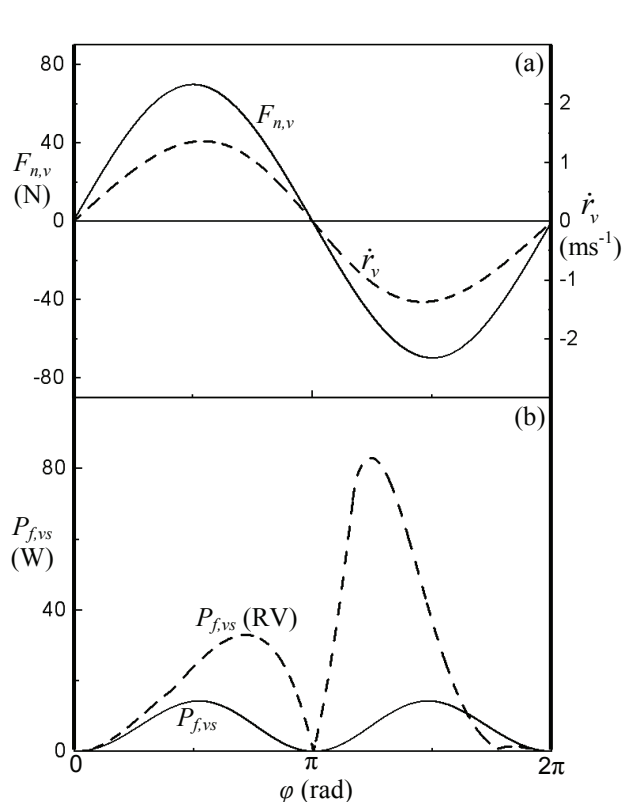 (a)
80
2
F_{n,v}
40
1
F_{n,v}
(N)
0
0
ṙ_v
(ms⁻¹)
ṙ_v
-40
-1
-2
-80
(b)
80
P_{f,vs}
(W)
40
P_{f,vs} (RV)
P_{f,vs}
0
0
π
2π
φ (rad)